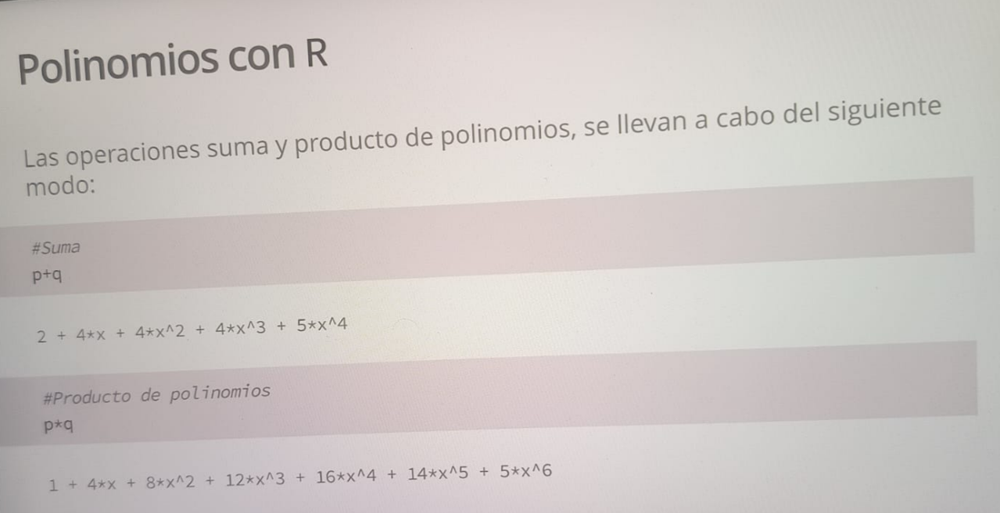 Polinomios con R
Las operaciones suma y producto de polinomios, se llevan a cabo del siguiente
modo:
#Suma
p+q
2 + 4*x + 4*x^2 + 4*x^3 + 5*x^4
#Producto de polinomios
p*q
1 + 4*x + 8*x^2 + 12*x^3 + 16*x^4 + 14*x^5 + 5*x^6